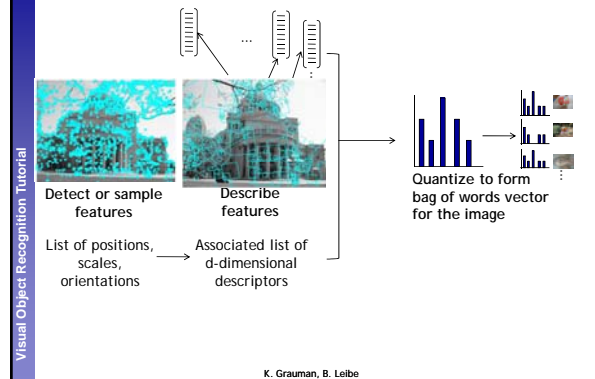 Visual Object Recognition Tutorial
...
Detect or sample
features
Describe
features
Quantize to form
bag of words vector
for the image
List of positions,
scales,
orientations
Associated list of
d-dimensional
descriptors
K. Grauman, B. Leibe